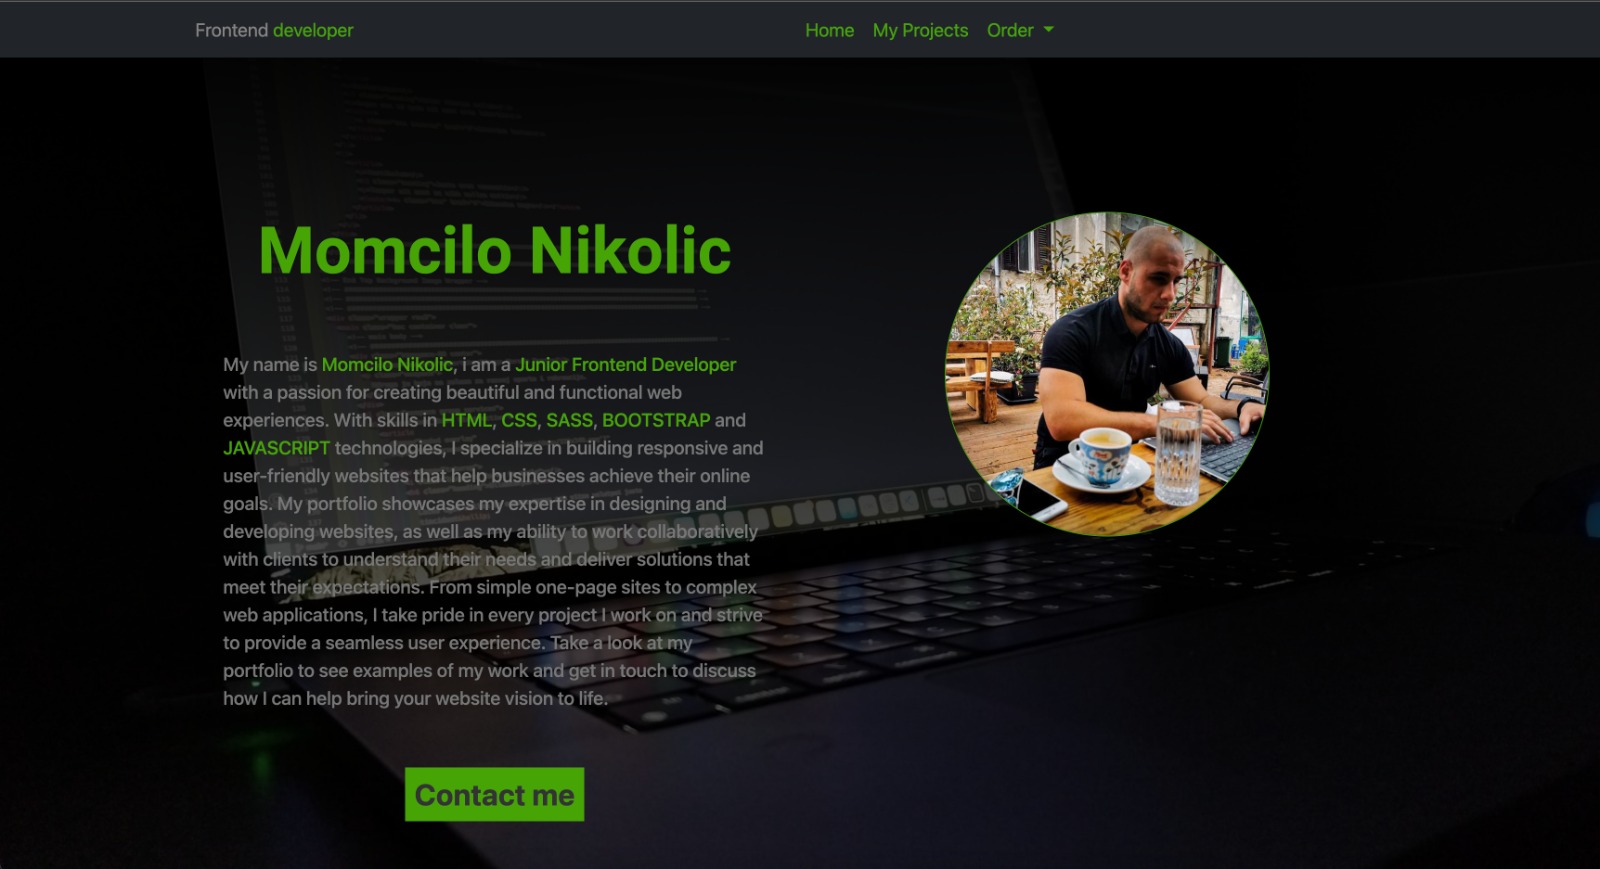 Frontend developer
Home My Projects Order
Momcilo Nikolic
My name is Momcilo Nikolic, i am a Junior Frontend Developer
with a passion for creating beautiful and functional web
experiences. With skills in HTML, CSS, SASS, BOOTSTRAP and
JAVASCRIPT technologies, I specialize in building responsive and
user-friendly websites that help businesses achieve their online
goals. My portfolio showcases my expertise in designing and
developing websites, as well as my ability to work collaboratively
with clients to understand their needs and deliver solutions that
meet their expectations. From simple one-page sites to complex
web applications, I take pride in every project I work on and strive
to provide a seamless user experience. Take a look at my
portfolio to see examples of my work and get in touch to discuss
how I can help bring your website vision to life.
Contact me